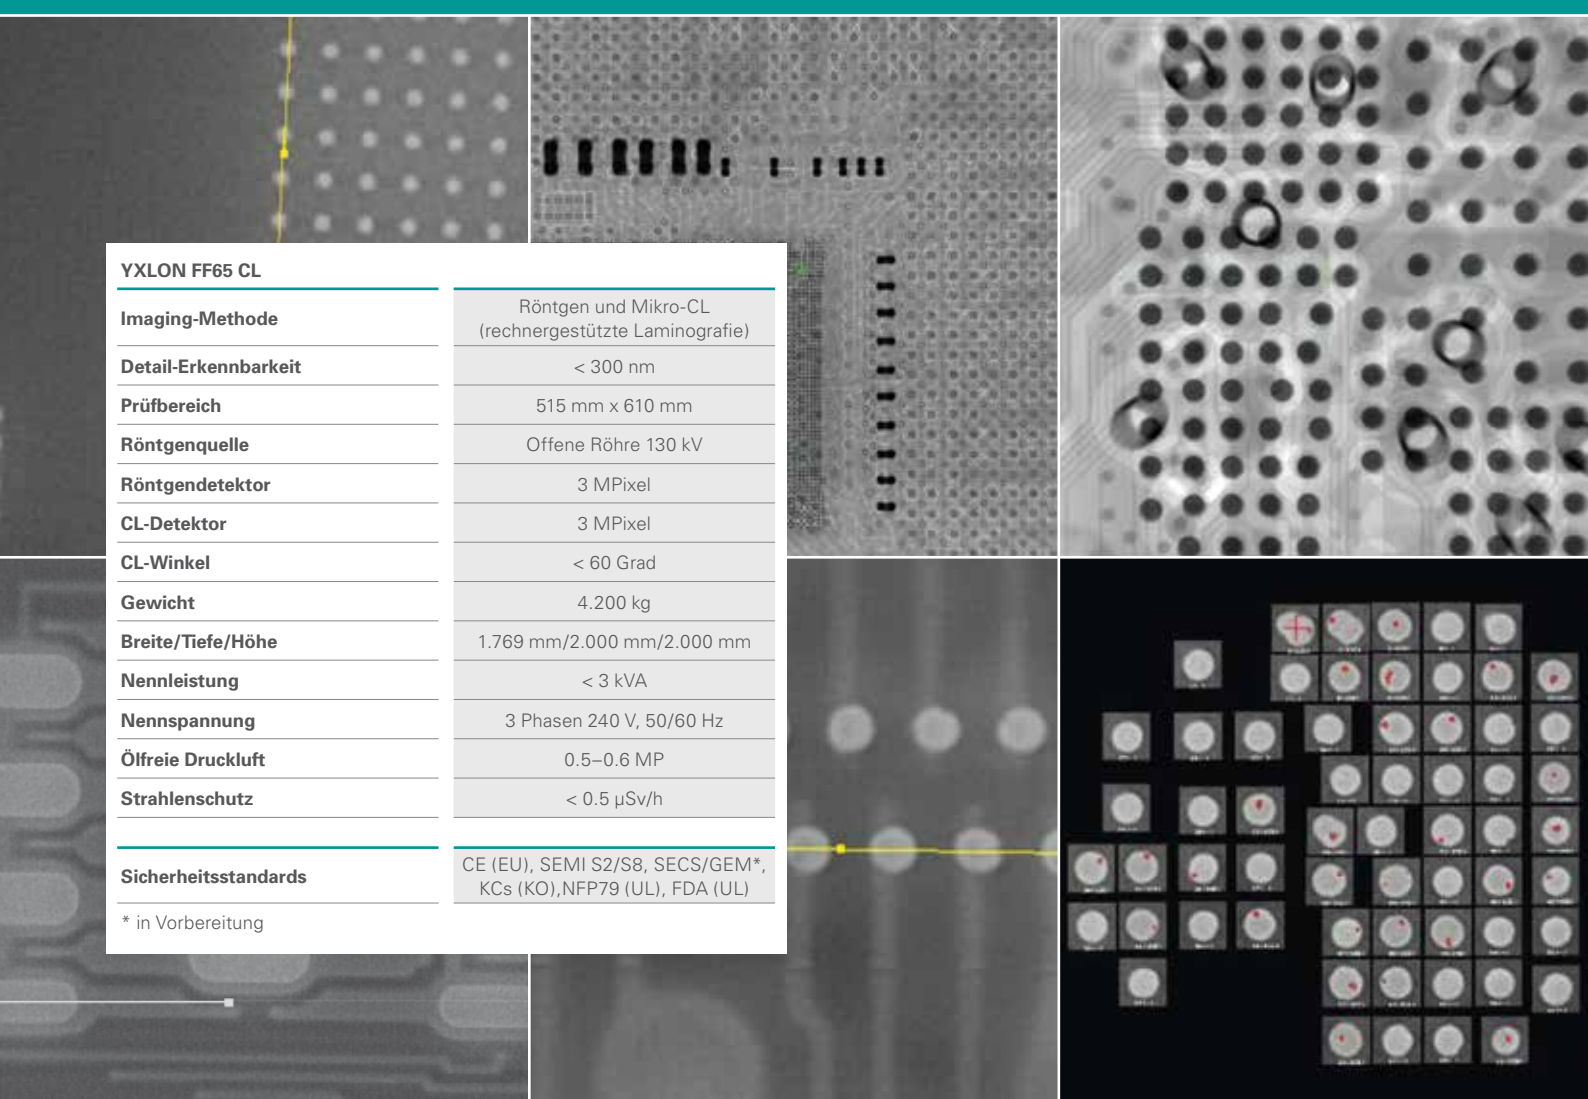 YXLON FF65 CL
Imaging-Methode
Röntgen und Mikro-CL
(rechnergestützte Laminografie)
Detail-Erkennbarkeit
< 300 nm
Prüfbereich
515 mm x 610 mm
Röntgenquelle
Offene Röhre 130 kV
Röntgendetektor
3 MPixel
CL-Detektor
3 MPixel
CL-Winkel
< 60 Grad
Gewicht
4.200 kg
Breite/Tiefe/Höhe
1.769 mm/2.000 mm/2.000 mm
Nennleistung
< 3 kVA
Nennspannung
3 Phasen 240 V, 50/60 Hz
Ölfreie Druckluft
0.5–0.6 MP
Strahlenschutz
< 0.5 µSv/h
Sicherheitsstandards
CE (EU), SEMI S2/S8, SECS/GEM*,
KCs (KO),NFP79 (UL), FDA (UL)
* in Vorbereitung